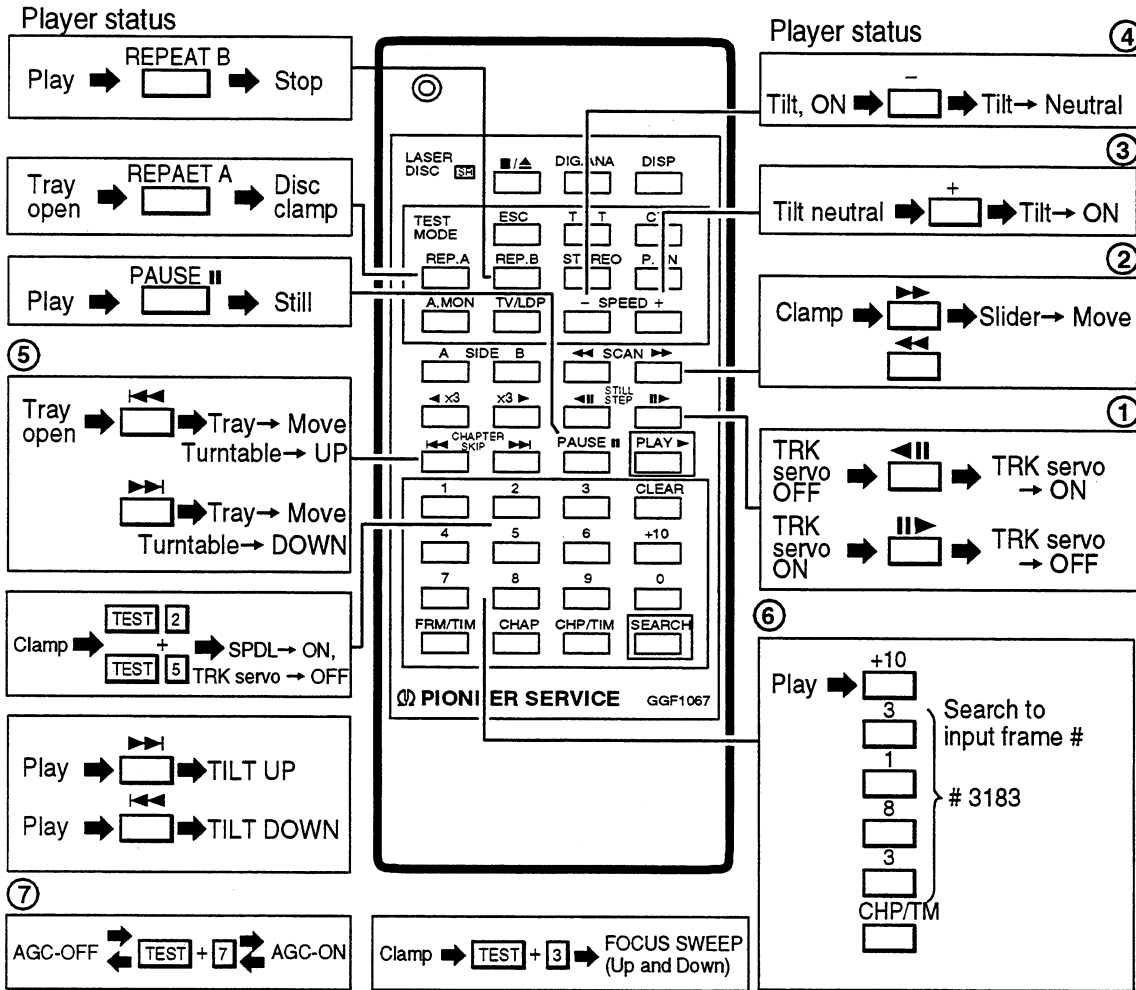 Player status
REPEAT B
Play Stop
REPAET A
Tray open Disc clamp
PAUSE II
Play Still
⑤
Tray open Tray→ Move
Turntable→ UP
Tray→ Move
Turntable→ DOWN
TEST 2
Clamp + SPDL→ ON,
TEST 5 TRK servo → OFF
Play TILT UP
Play TILT DOWN
⑦
AGC-OFF TEST + 7 AGC-ON
LASER DISC SR ■/▲ DIG.ANA DISP
TEST MODE ESC
REP.A REP.B
A.MON TV/LDP – SPEED +
A SIDE B ◀◀ SCAN ▶▶
◀ x3 x3 ▶ ◀II STILL STEP II▶
|◀◀ CHAPTER SKIP ▶▶| PAUSE II PLAY ▶
1 2 3 CLEAR
4 5 6 +10
7 8 9 0
FRM/TIM CHAP CHP/TIM SEARCH
PIONEER SERVICE GGF1067
Clamp TEST + 3 FOCUS SWEEP
(Up and Down)
Player status
④
–
Tilt, ON Tilt→ Neutral
③
+
Tilt neutral Tilt→ ON
②
▶▶
Clamp Slider→ Move
◀◀
①
TRK servo OFF ◀II TRK servo → ON
TRK servo ON II▶ TRK servo → OFF
⑥
+10
Play
3
Search to
input frame #
1
# 3183
8
3
CHP/TM